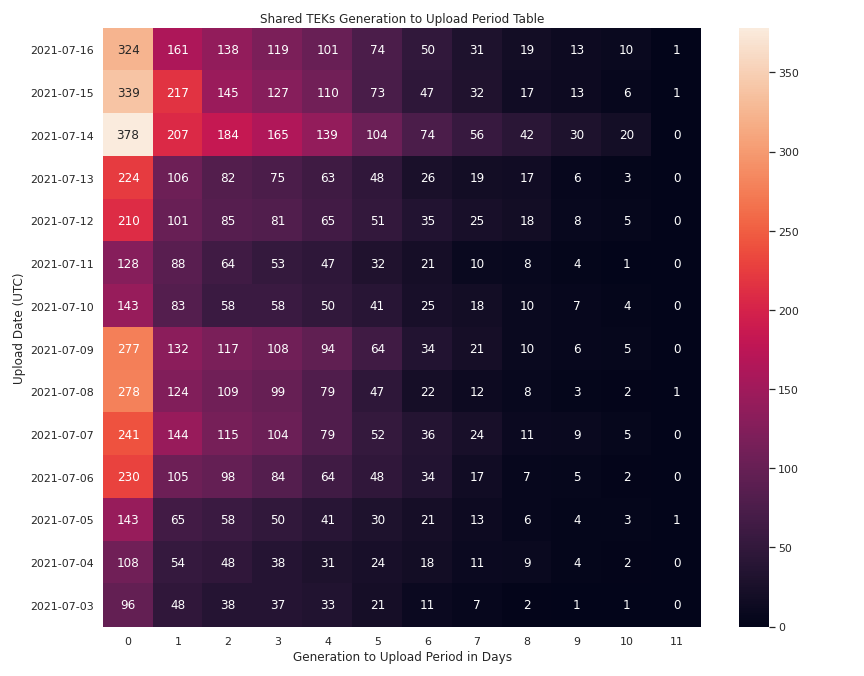 Shared TEKs Generation to Upload Period Table
2021-07-16 324 161 138 119 101 74 50 31 19 13 10 1
2021-07-15 339 217 145 127 110 73 47 32 17 13 6 1
2021-07-14 378 207 184 165 139 104 74 56 42 30 20 0
2021-07-13 224 106 82 75 63 48 26 19 17 6 3 0
2021-07-12 210 101 85 81 65 51 35 25 18 8 5 0
2021-07-11 128 88 64 53 47 32 21 10 8 4 1 0
2021-07-10 143 83 58 58 50 41 25 18 10 7 4 0
2021-07-09 277 132 117 108 94 64 34 21 10 6 5 0
2021-07-08 278 124 109 99 79 47 22 12 8 3 2 1
2021-07-07 241 144 115 104 79 52 36 24 11 9 5 0
2021-07-06 230 105 98 84 64 48 34 17 7 5 2 0
2021-07-05 143 65 58 50 41 30 21 13 6 4 3 1
2021-07-04 108 54 48 38 31 24 18 11 9 4 2 0
2021-07-03 96 48 38 37 33 21 11 7 2 1 1 0
0 1 2 3 4 5 6 7 8 9 10 11
Generation to Upload Period in Days
Upload Date (UTC)
350
300
250
200
150
100
50
0